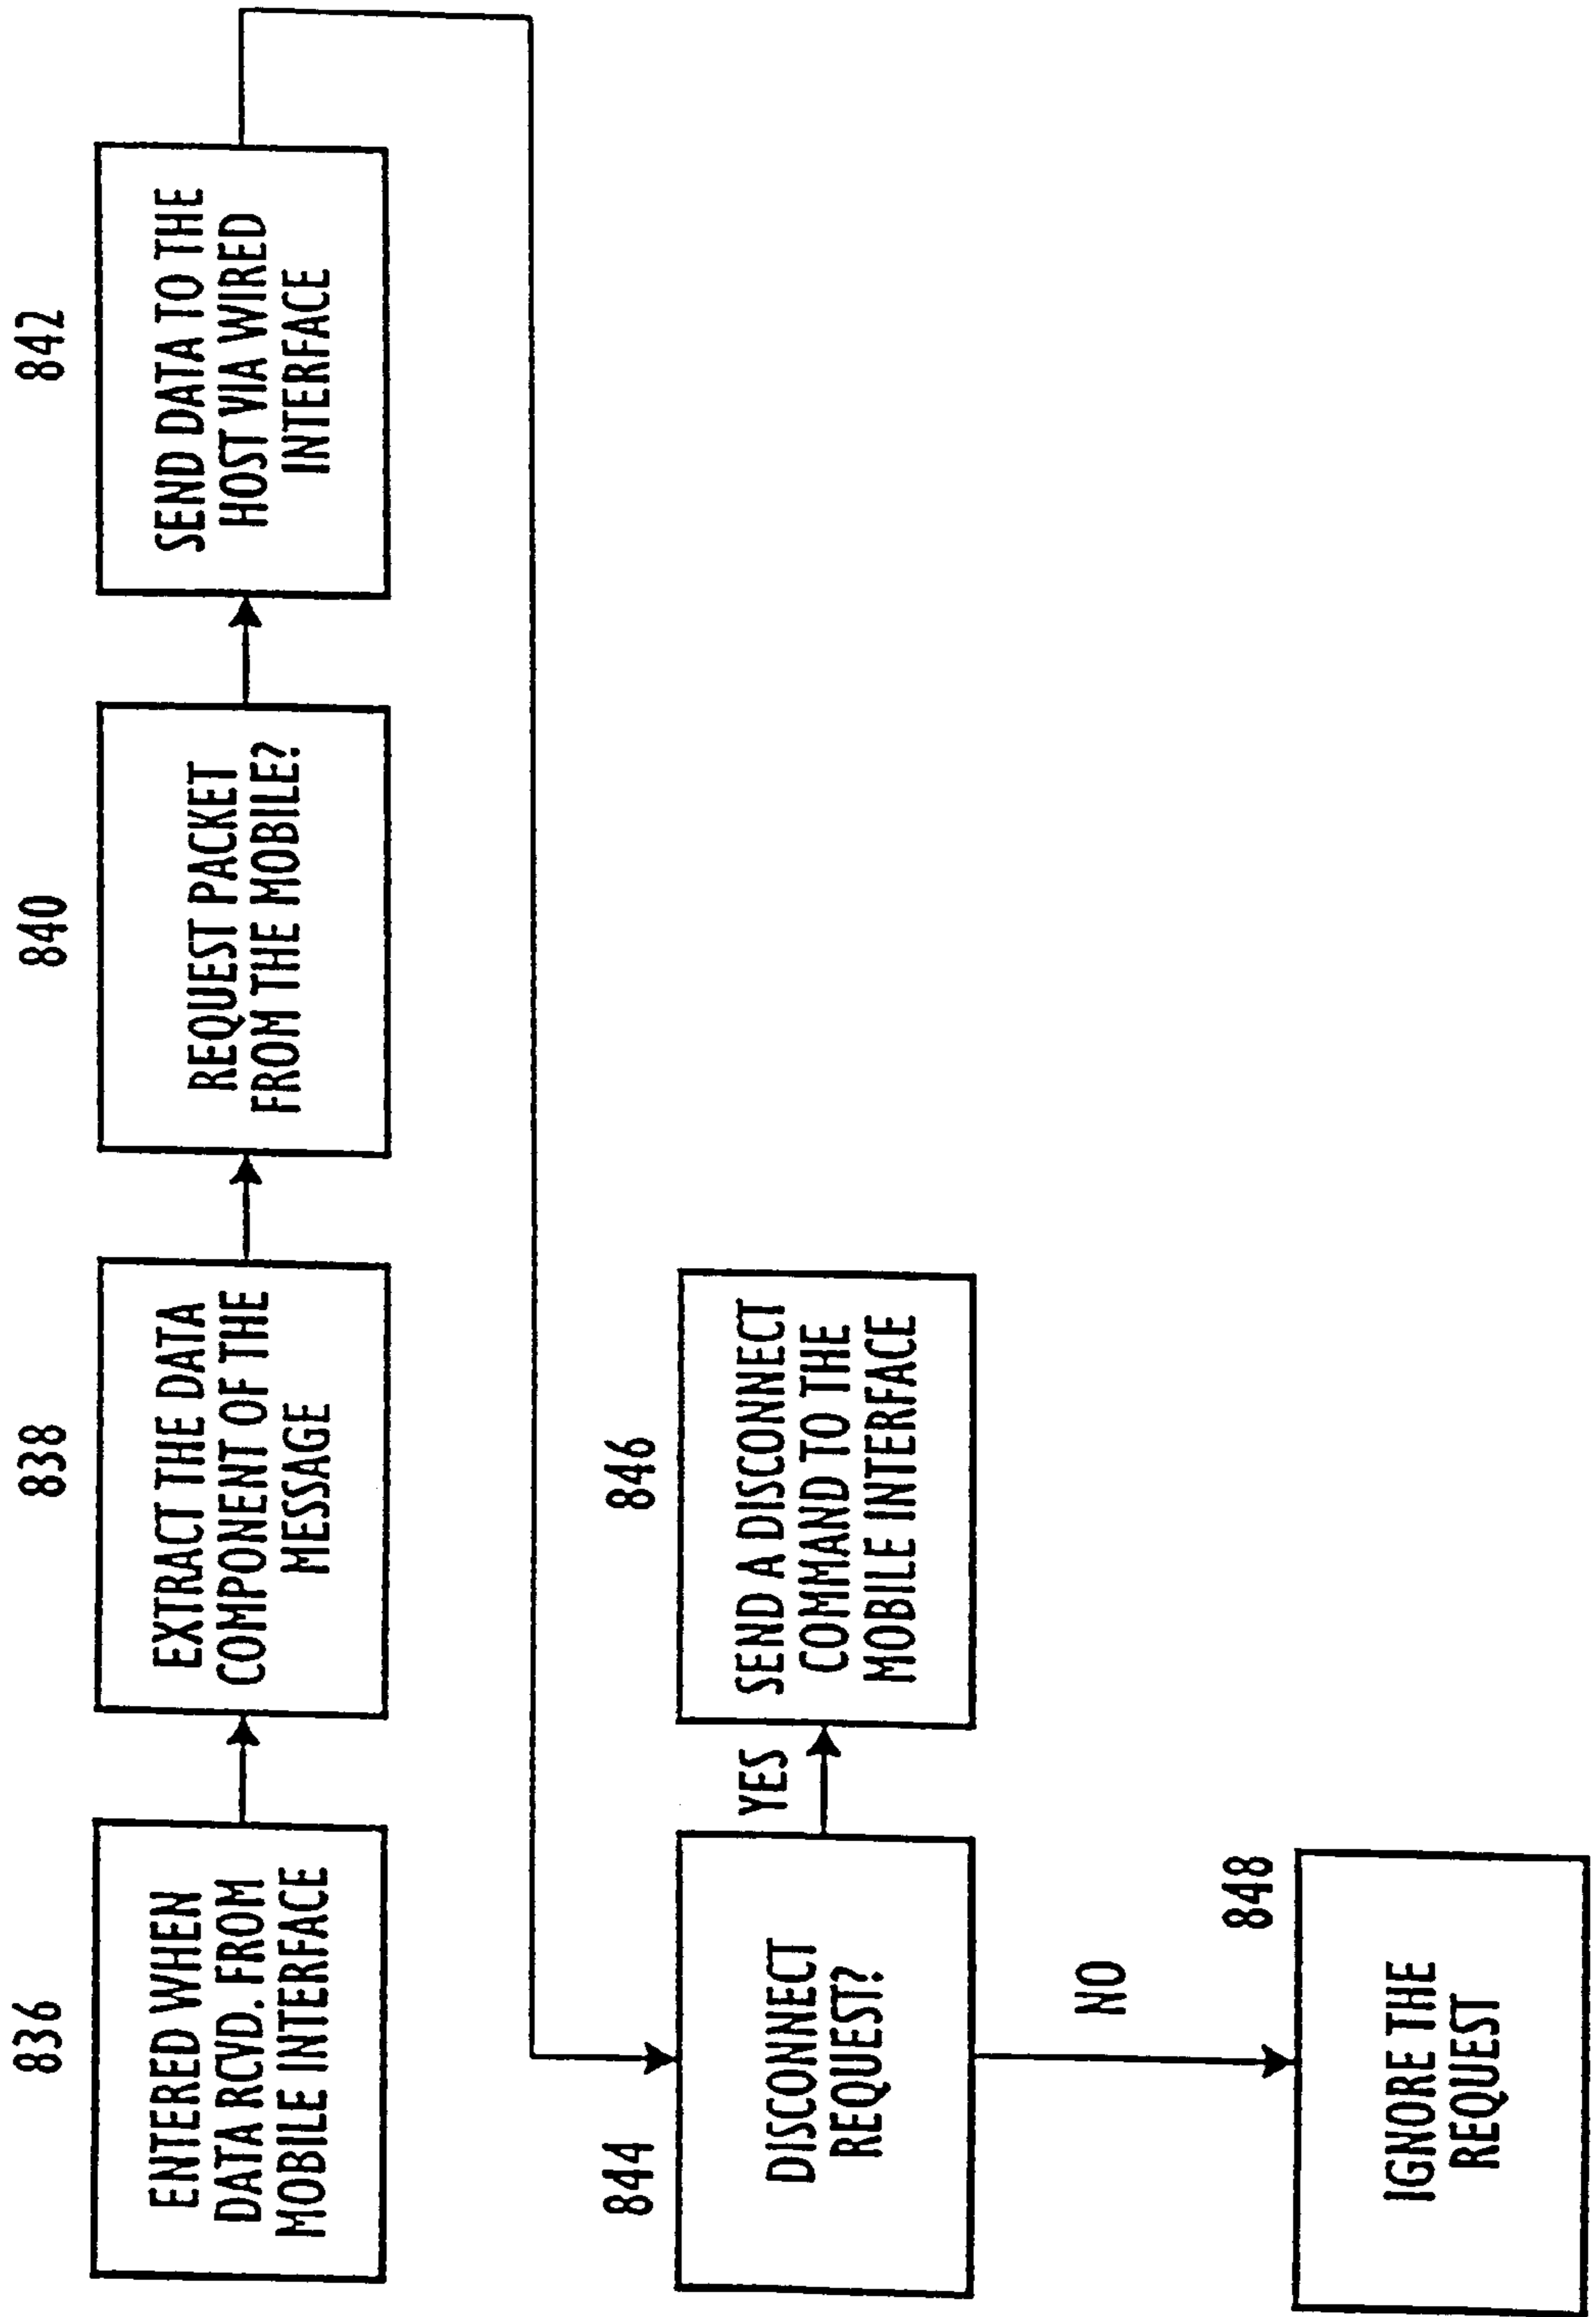 836
ENTERED WHEN
DATA RCVD. FROM
MOBILE INTERFACE
838
EXTRACT THE DATA
COMPONENT OF THE
MESSAGE
840
REQUEST PACKET
FROM THE MOBILE?
842
SEND DATA TO THE
HOST VIA WIRED
INTERFACE
844
DISCONNECT
REQUEST?
YES
846
SEND A DISCONNECT
COMMAND TO THE
MOBILE INTERFACE
NO
848
IGNORE THE
REQUEST